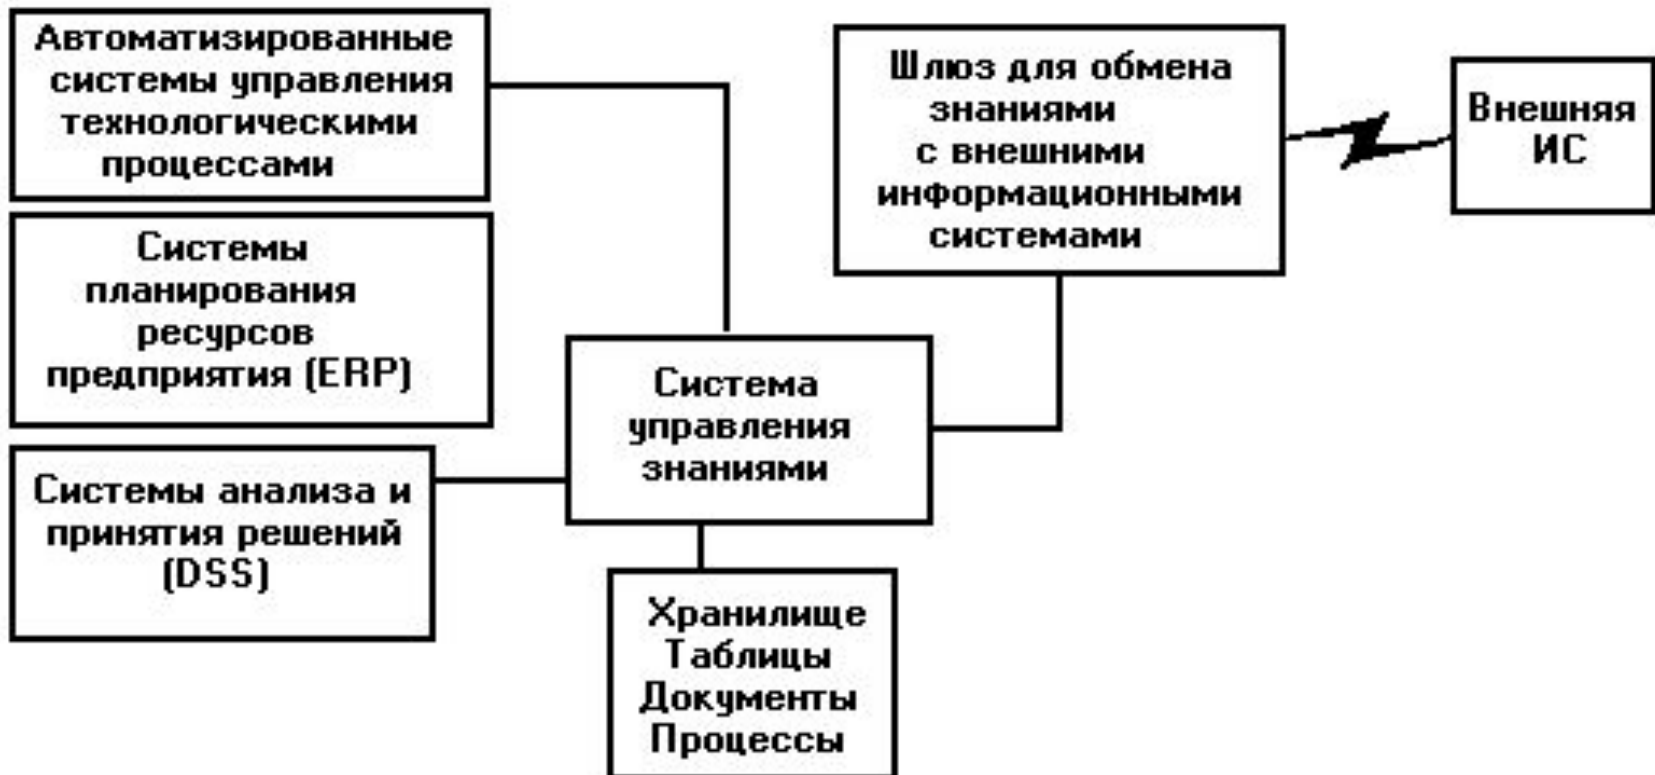 Автоматизированные
системы управления
технологическими
процессами
Системы
планирования
ресурсов
предприятия (ERP)
Системы анализа и
принятия решений
(DSS)
Система
управления
знаниями
Хранилище
Таблицы
Документы
Процессы
Шлюз для обмена
знаниями
с внешними
информационными
системами
Внешняя
ИС